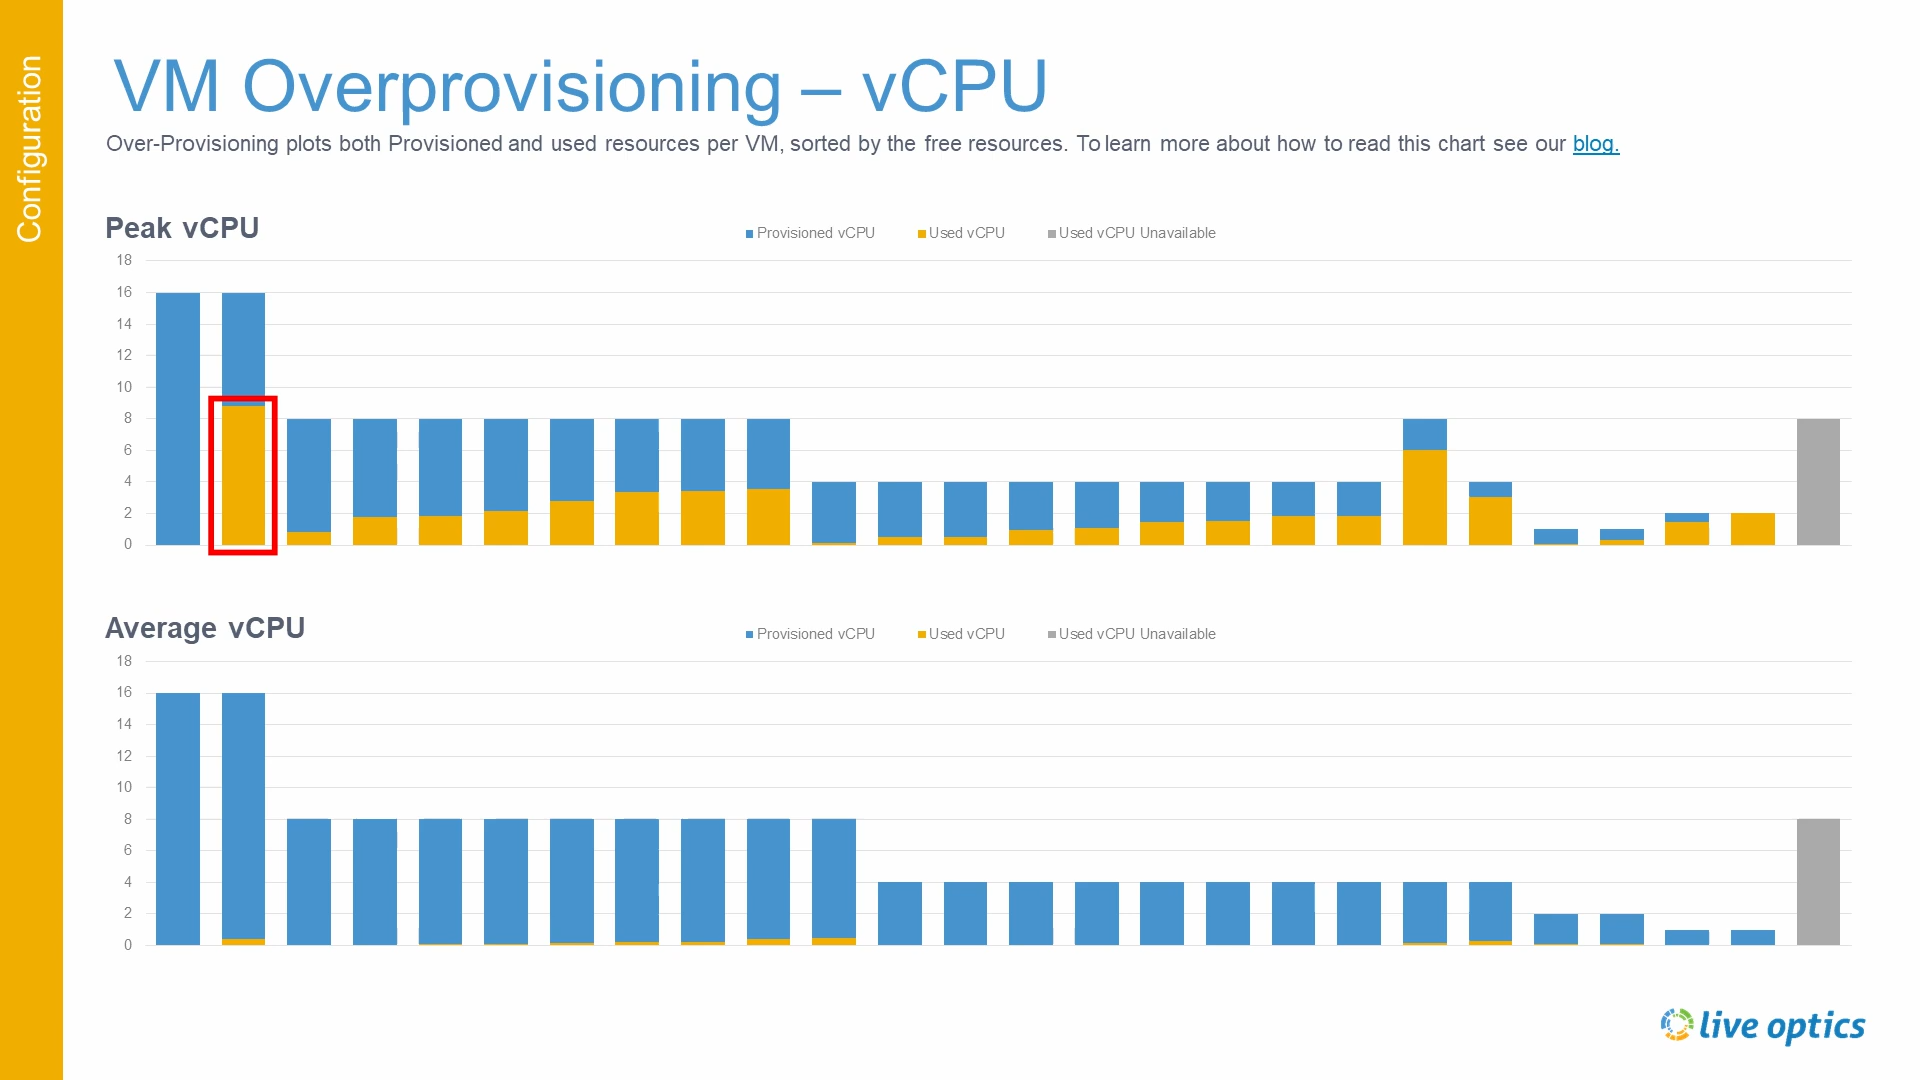 Configuration
VM Overprovisioning – vCPU
Over-Provisioning plots both Provisioned and used resources per VM, sorted by the free resources. To learn more about how to read this chart see our blog.
Peak vCPU
Provisioned vCPU Used vCPU Used vCPU Unavailable
18
16
14
12
10
8
6
4
2
0
Average vCPU
Provisioned vCPU Used vCPU Used vCPU Unavailable
18
16
14
12
10
8
6
4
2
0
live optics